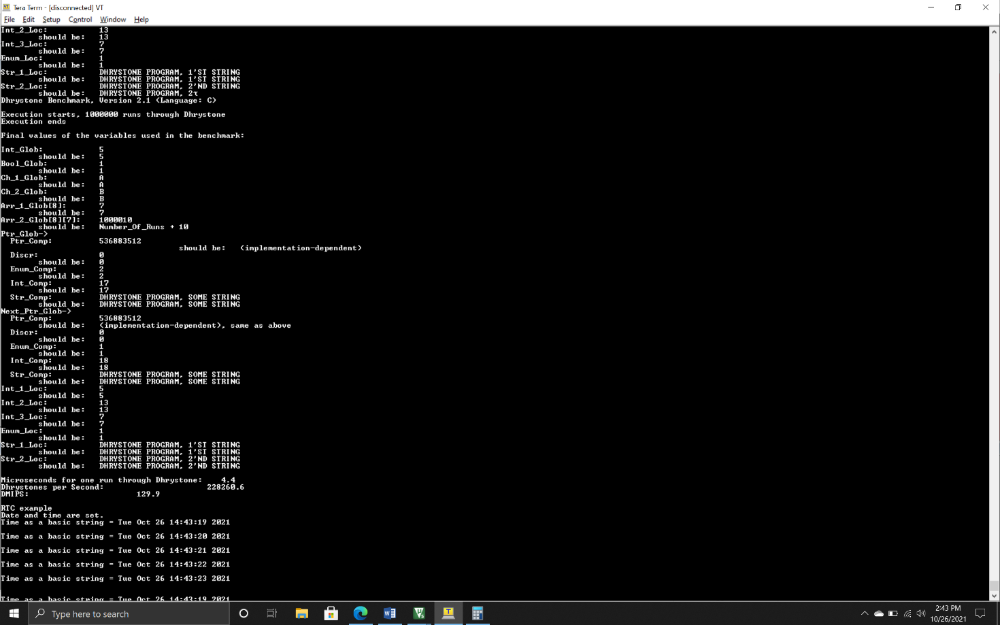 Tera Term - [disconnected] VT
File Edit Setup Control Window Help
Int_2_Loc: 13
should be: 13
Int_3_Loc: 7
should be: 7
Enum_Loc: 1
should be: 1
Str_1_Loc: DHRYSTONE PROGRAM, 1'ST STRING
should be: DHRYSTONE PROGRAM, 1'ST STRING
Str_2_Loc: DHRYSTONE PROGRAM, 2'ND STRING
should be: DHRYSTONE PROGRAM, 2τ
Dhrystone Benchmark, Version 2.1 (Language: C)
Execution starts, 1000000 runs through Dhrystone
Execution ends
Final values of the variables used in the benchmark:
Int_Glob: 5
should be: 5
Bool_Glob: 1
should be: 1
Ch_1_Glob: A
should be: A
Ch_2_Glob: B
should be: B
Arr_1_Glob[8]: 7
should be: 7
Arr_2_Glob[8][7]: 1000010
should be: Number_Of_Runs + 10
Ptr_Glob->
Ptr_Comp: 536883512
should be: (implementation-dependent)
Discr: 0
should be: 0
Enum_Comp: 2
should be: 2
Int_Comp: 17
should be: 17
Str_Comp: DHRYSTONE PROGRAM, SOME STRING
should be: DHRYSTONE PROGRAM, SOME STRING
Next_Ptr_Glob->
Ptr_Comp: 536883512
should be: (implementation-dependent), same as above
Discr: 0
should be: 0
Enum_Comp: 1
should be: 1
Int_Comp: 18
should be: 18
Str_Comp: DHRYSTONE PROGRAM, SOME STRING
should be: DHRYSTONE PROGRAM, SOME STRING
Int_1_Loc: 5
should be: 5
Int_2_Loc: 13
should be: 13
Int_3_Loc: 7
should be: 7
Enum_Loc: 1
should be: 1
Str_1_Loc: DHRYSTONE PROGRAM, 1'ST STRING
should be: DHRYSTONE PROGRAM, 1'ST STRING
Str_2_Loc: DHRYSTONE PROGRAM, 2'ND STRING
should be: DHRYSTONE PROGRAM, 2'ND STRING
Microseconds for one run through Dhrystone: 4.4
Dhrystones per Second: 228260.6
DMIPS: 129.9
RTC example
Date and time are set.
Time as a basic string = Tue Oct 26 14:43:19 2021
Time as a basic string = Tue Oct 26 14:43:20 2021
Time as a basic string = Tue Oct 26 14:43:21 2021
Time as a basic string = Tue Oct 26 14:43:22 2021
Time as a basic string = Tue Oct 26 14:43:23 2021
Time as a basic string = Tue Oct 26 14:43:19 2021
Type here to search
2:43 PM
10/26/2021